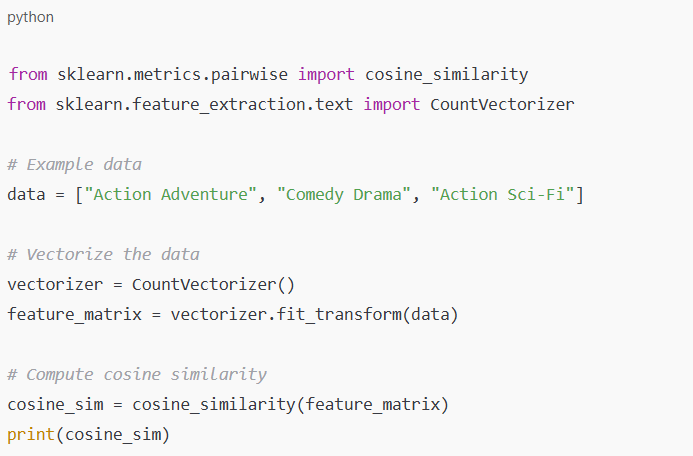 python
from sklearn.metrics.pairwise import cosine_similarity
from sklearn.feature_extraction.text import CountVectorizer
# Example data
data = ["Action Adventure", "Comedy Drama", "Action Sci-Fi"]
# Vectorize the data
vectorizer = CountVectorizer()
feature_matrix = vectorizer.fit_transform(data)
# Compute cosine similarity
cosine_sim = cosine_similarity(feature_matrix)
print(cosine_sim)